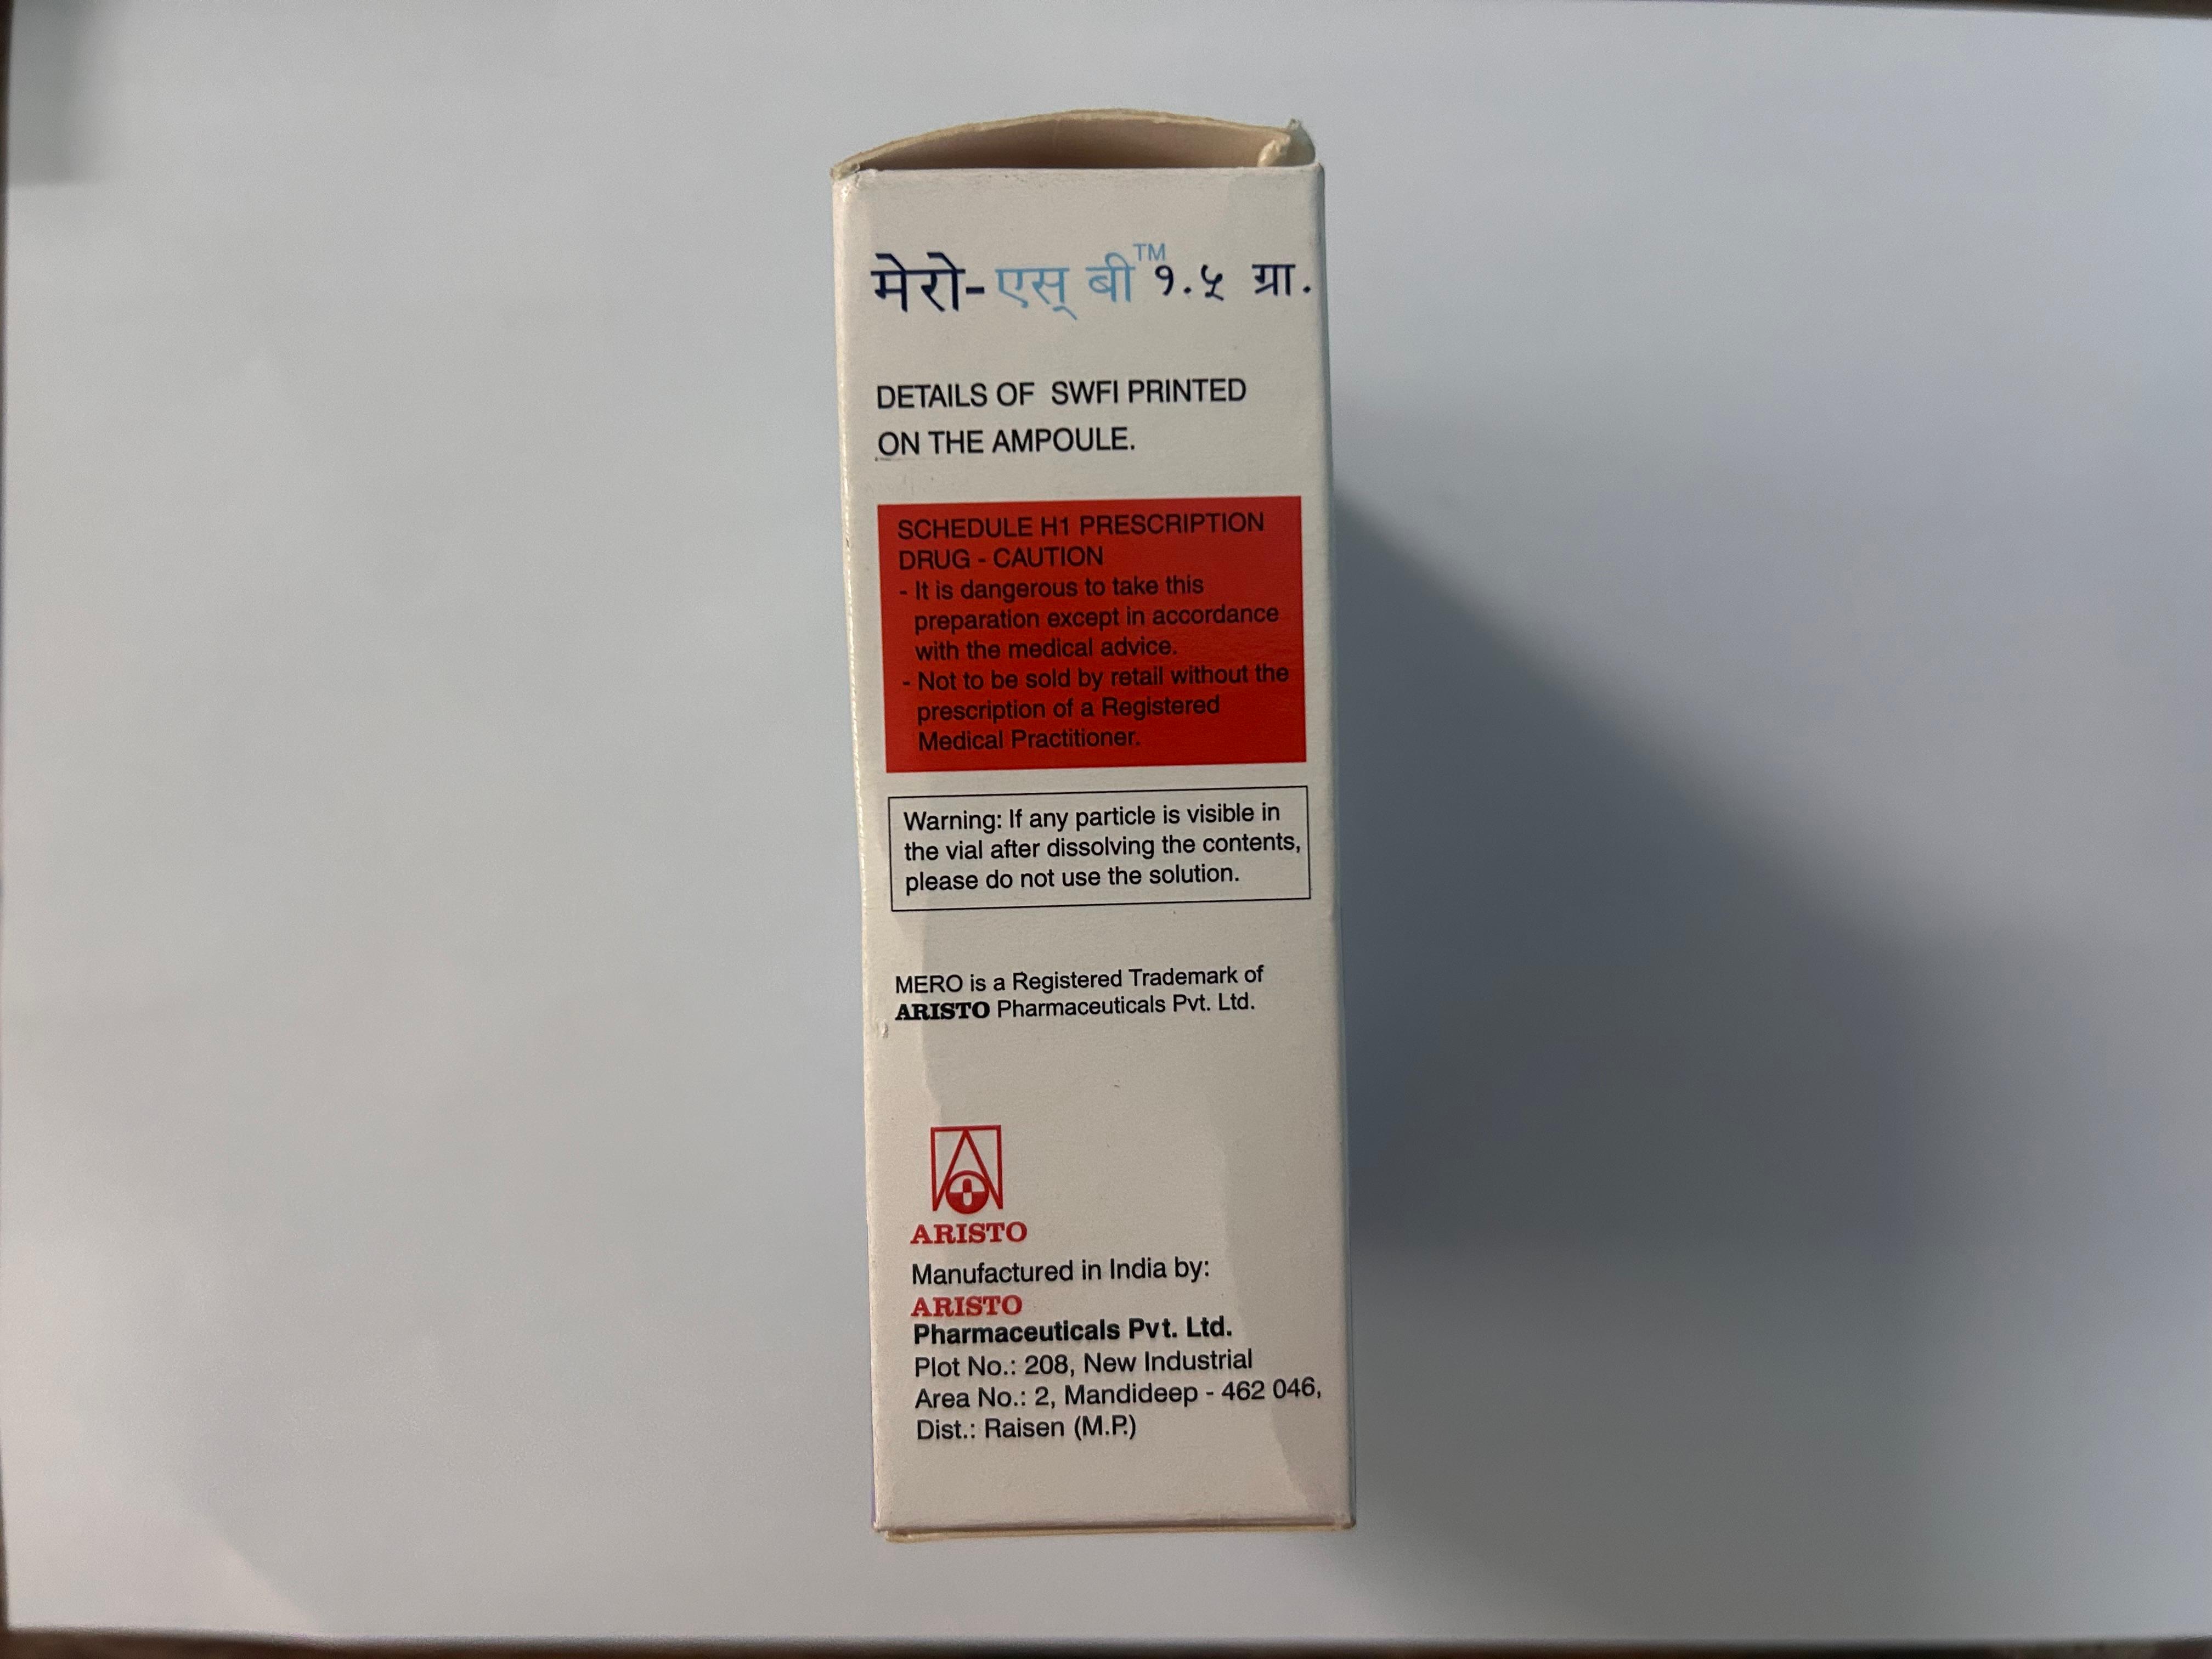 मेरो-एस् बी™ १.५ ग्रा.
DETAILS OF SWFI PRINTED
ON THE AMPOULE.
SCHEDULE H1 PRESCRIPTION
DRUG - CAUTION
- It is dangerous to take this
preparation except in accordance
with the medical advice.
- Not to be sold by retail without the
prescription of a Registered
Medical Practitioner.
Warning: If any particle is visible in
the vial after dissolving the contents,
please do not use the solution.
MERO is a Registered Trademark of
ARISTO Pharmaceuticals Pvt. Ltd.
ARISTO
Manufactured in India by:
ARISTO
Pharmaceuticals Pvt. Ltd.
Plot No.: 208, New Industrial
Area No.: 2, Mandideep - 462 046,
Dist.: Raisen (M.P.)